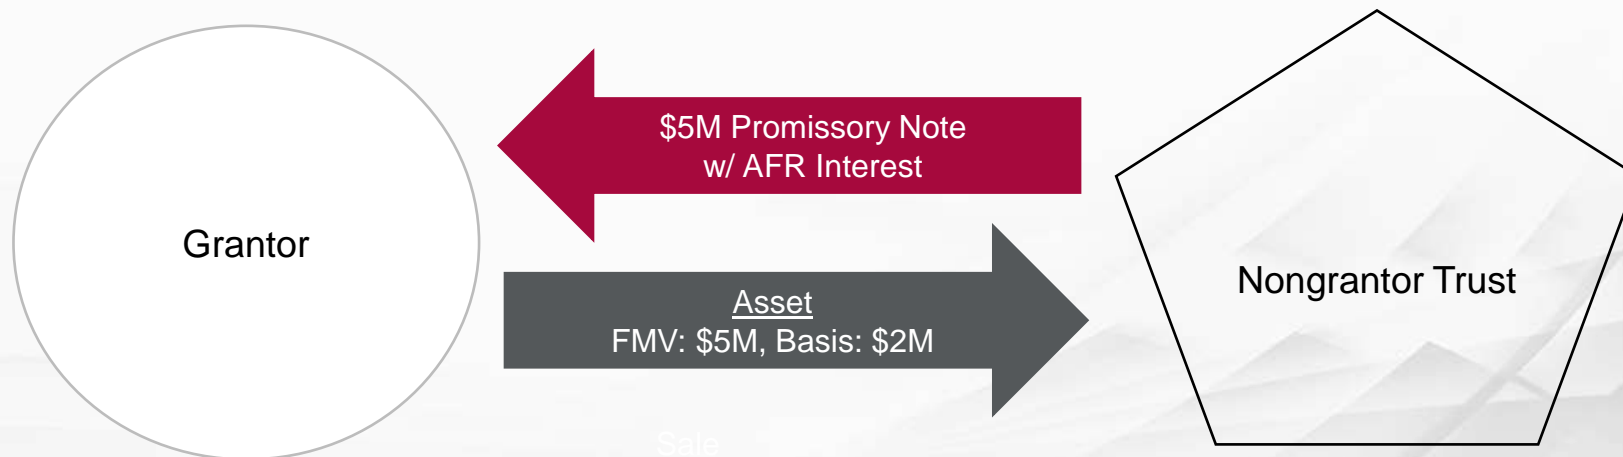 $5M Promissory Note
w/ AFR Interest
Grantor
Asset
FMV: $5M, Basis: $2M
Nongrantor Trust
Sale